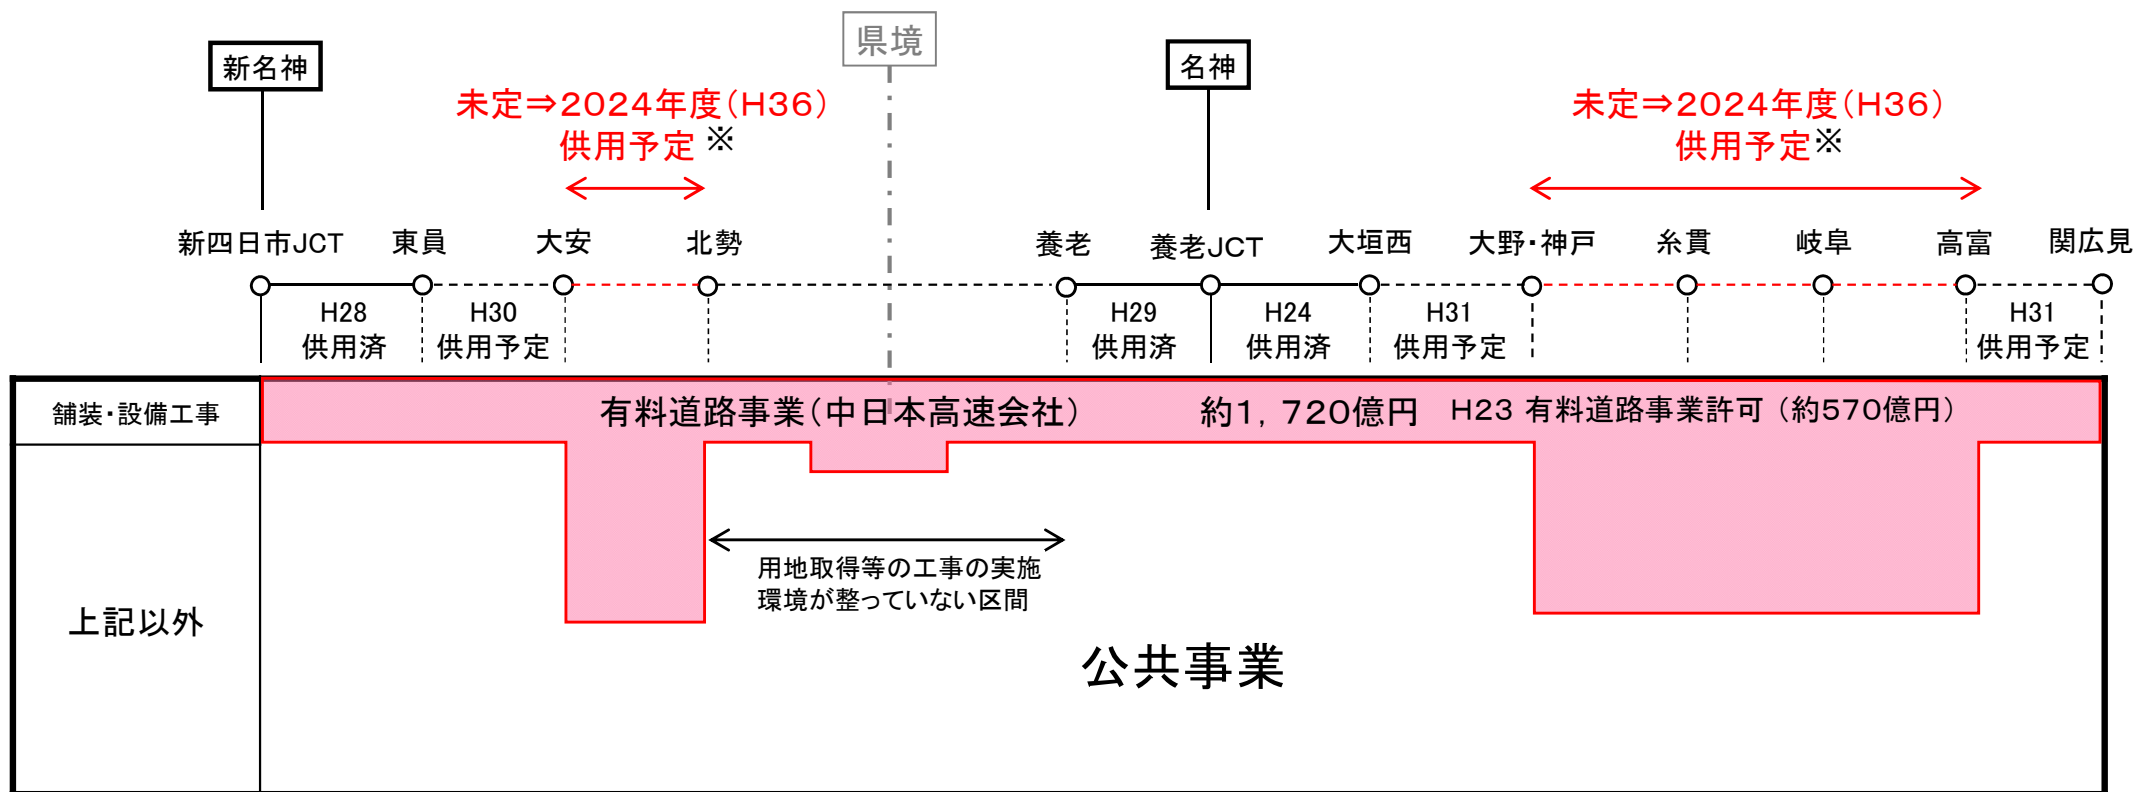 県境
新名神
名神
未定⇒2024年度(H36)
供用予定※
未定⇒2024年度(H36)
供用予定※
新四日市JCT
東員
大安
北勢
養老
養老JCT
大垣西
大野・神戸
糸貫
岐阜
高富
関広見
H28
供用済
H30
供用予定
H29
供用済
H24
供用済
H31
供用予定
H31
供用予定
舗装・設備工事
有料道路事業(中日本高速会社)
約1,720億円
H23 有料道路事業許可(約570億円)
用地取得等の工事の実施
環境が整っていない区間
上記以外
公共事業